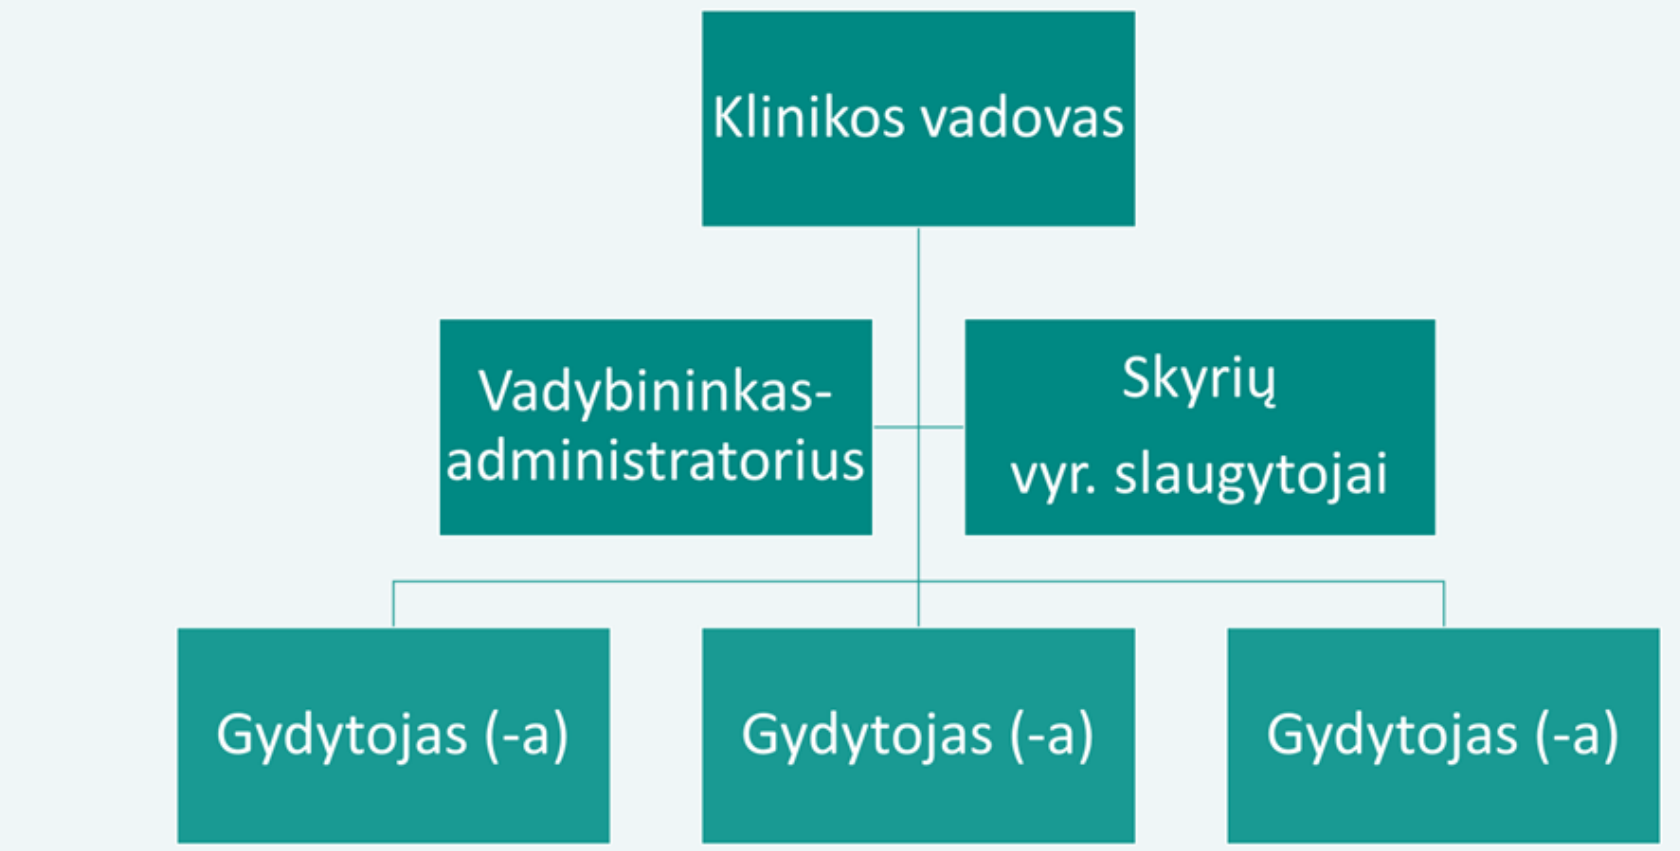 Klinikos vadovas
Vadybininkas-
administratorius
Skyrių
vyr. slaugytojai
Gydytojas (-a)
Gydytojas (-a)
Gydytojas (-a)